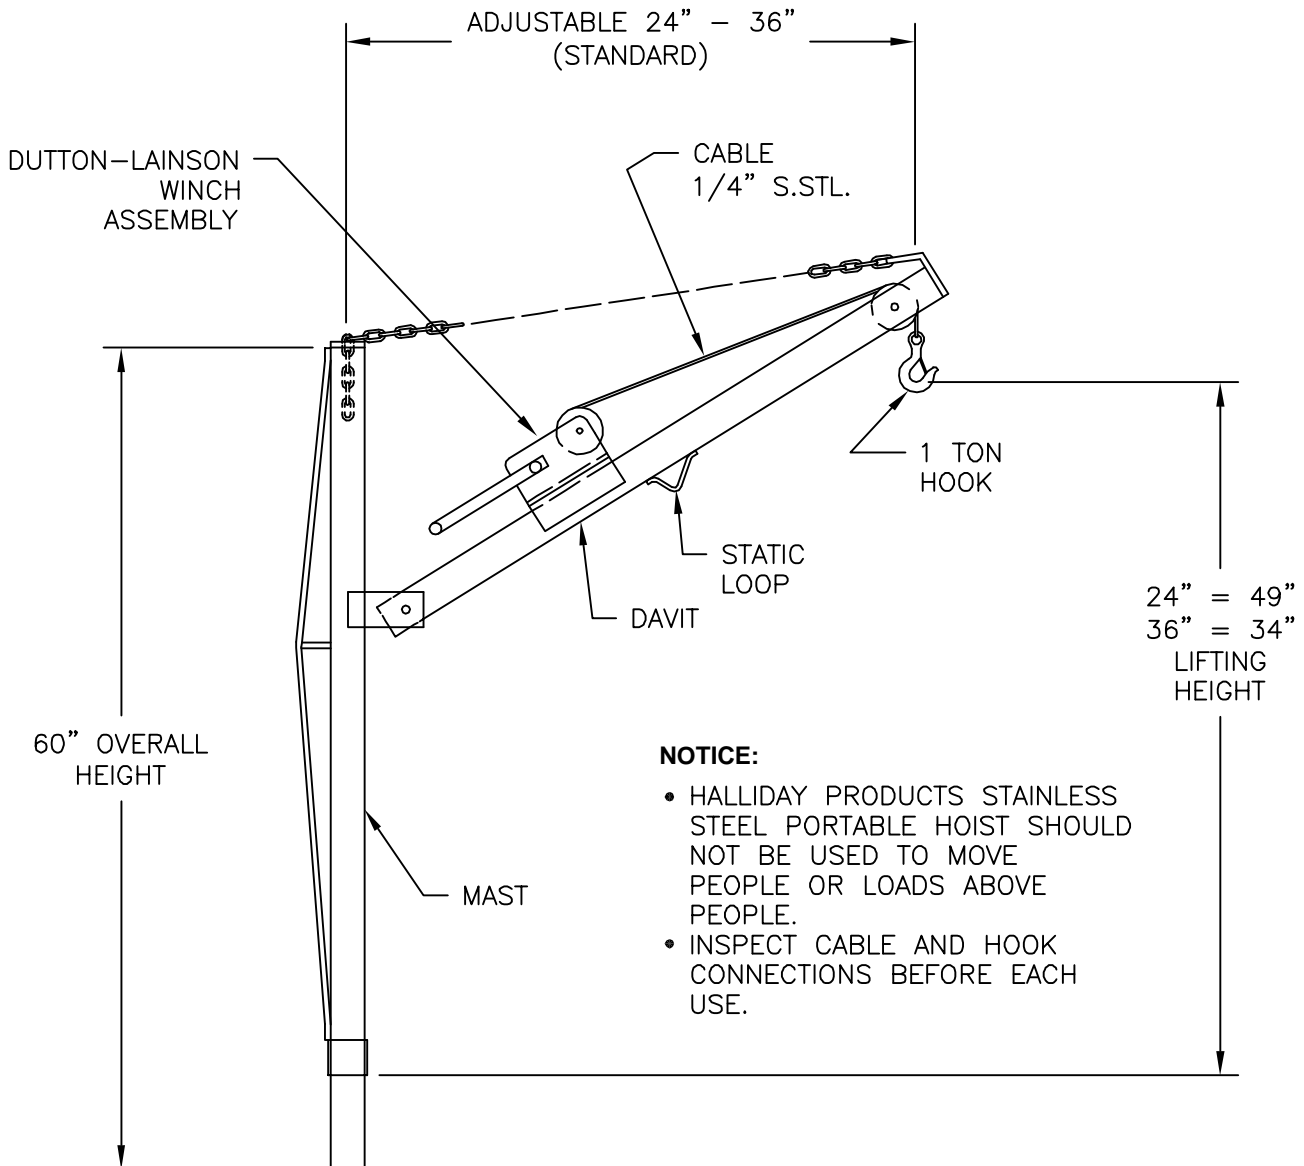 ADJUSTABLE 24” – 36”
(STANDARD)
DUTTON–LAINSON
WINCH
ASSEMBLY
CABLE
1/4” S.STL.
1 TON
HOOK
STATIC
LOOP
DAVIT
24” = 49”
36” = 34”
LIFTING
HEIGHT
60” OVERALL
HEIGHT
MAST
NOTICE:
• HALLIDAY PRODUCTS STAINLESS
STEEL PORTABLE HOIST SHOULD
NOT BE USED TO MOVE
PEOPLE OR LOADS ABOVE
PEOPLE.
• INSPECT CABLE AND HOOK
CONNECTIONS BEFORE EACH
USE.